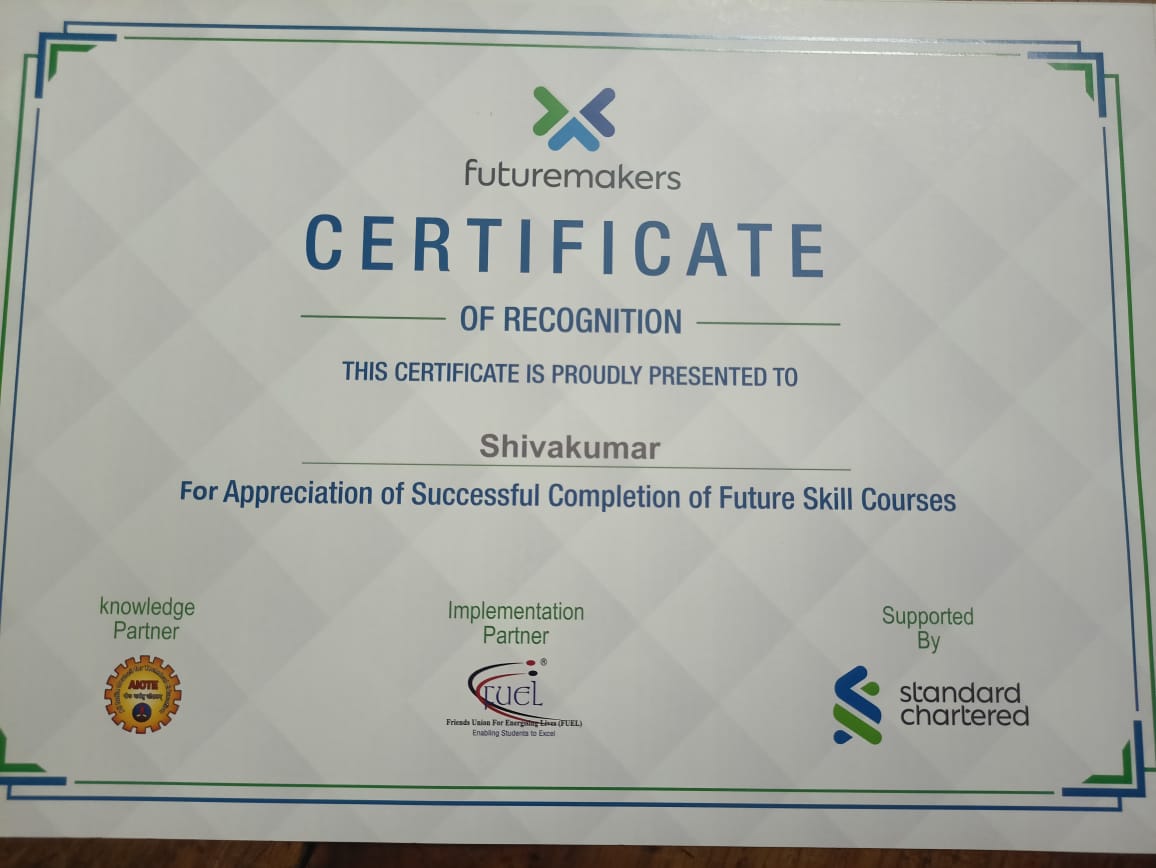 futuremakers
CERTIFICATE
OF RECOGNITION
THIS CERTIFICATE IS PROUDLY PRESENTED TO
Shivakumar
For Appreciation of Successful Completion of Future Skill Courses
knowledge
Partner
AICTE
Implementation
Partner
FUEL ®
Friends Union For Energising Lives (FUEL)
Enabling Students to Excel
Supported
By
standard
chartered